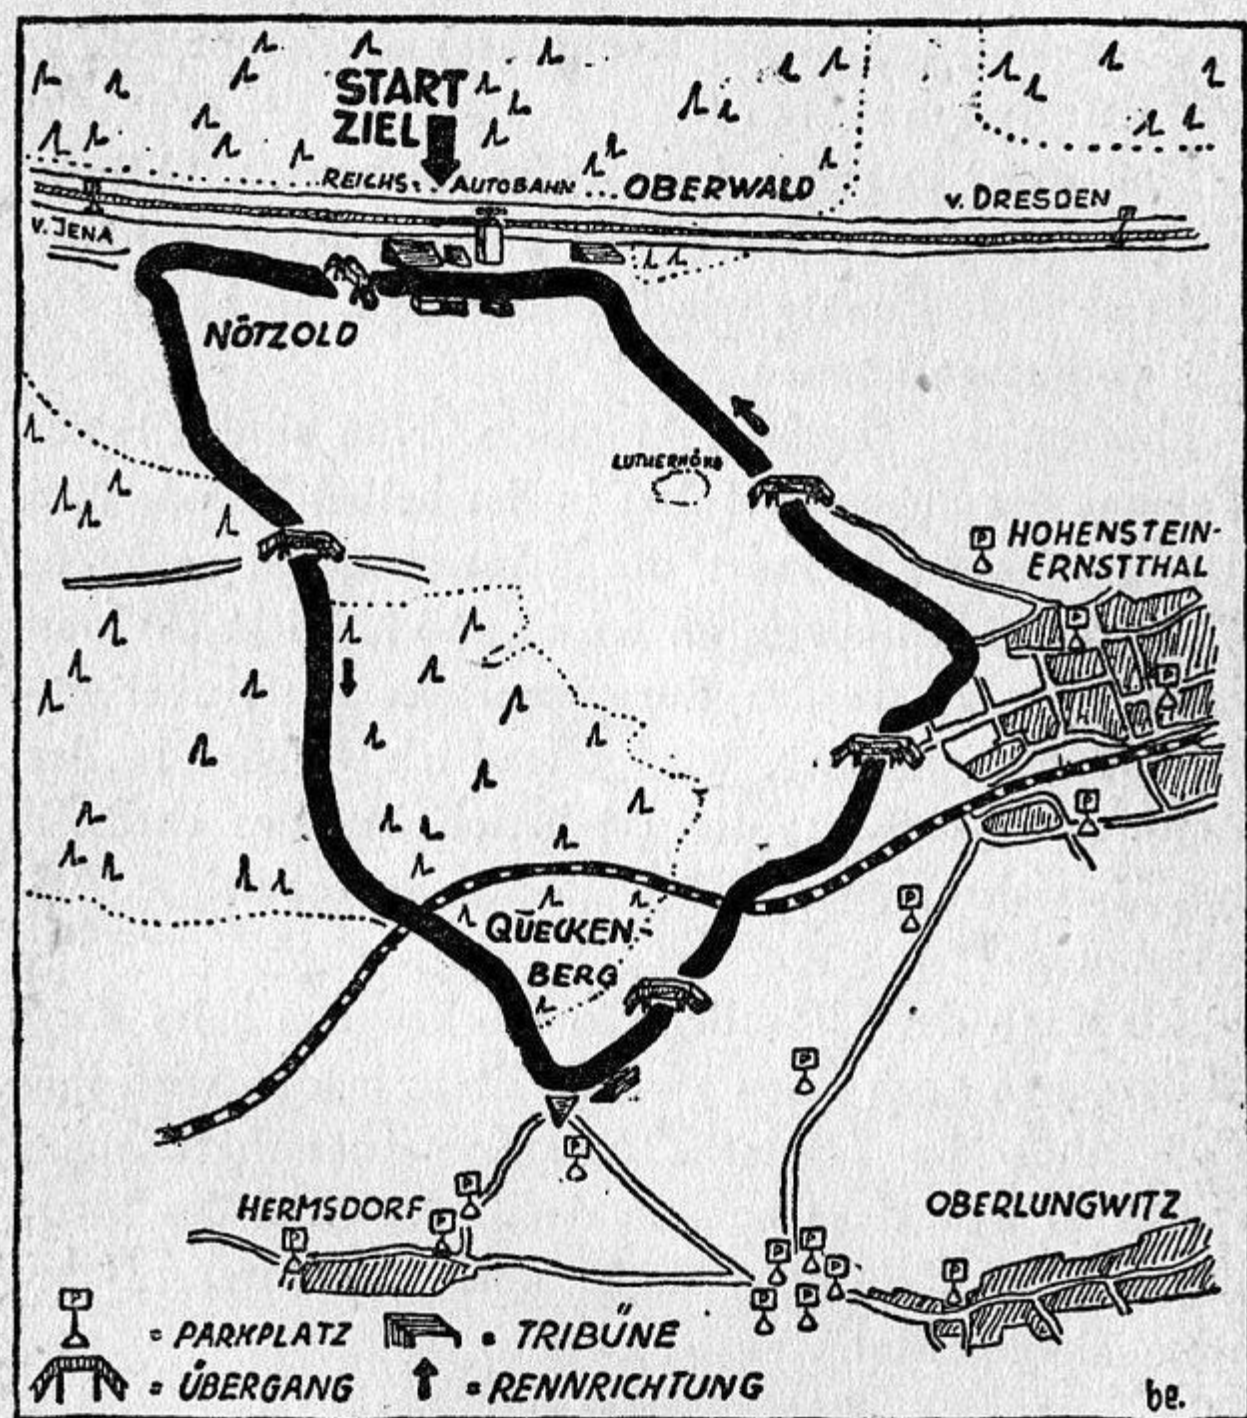 START
ZIEL
REICHS- AUTOBAHN
OBERWALD
v. DRESDEN
v. JENA
NÖTZOLD
LUTHERHÖHE
P HOHENSTEIN-
ERNSTTHAL
P
P
P
P
QUECKEN-
BERG
P
P
P
HERMSDORF
P
P
OBERLUNGWITZ
P
P
P
P
P
P
P
P = PARKPLATZ
= TRIBÜNE
= ÜBERGANG
= RENNRICHTUNG
be.